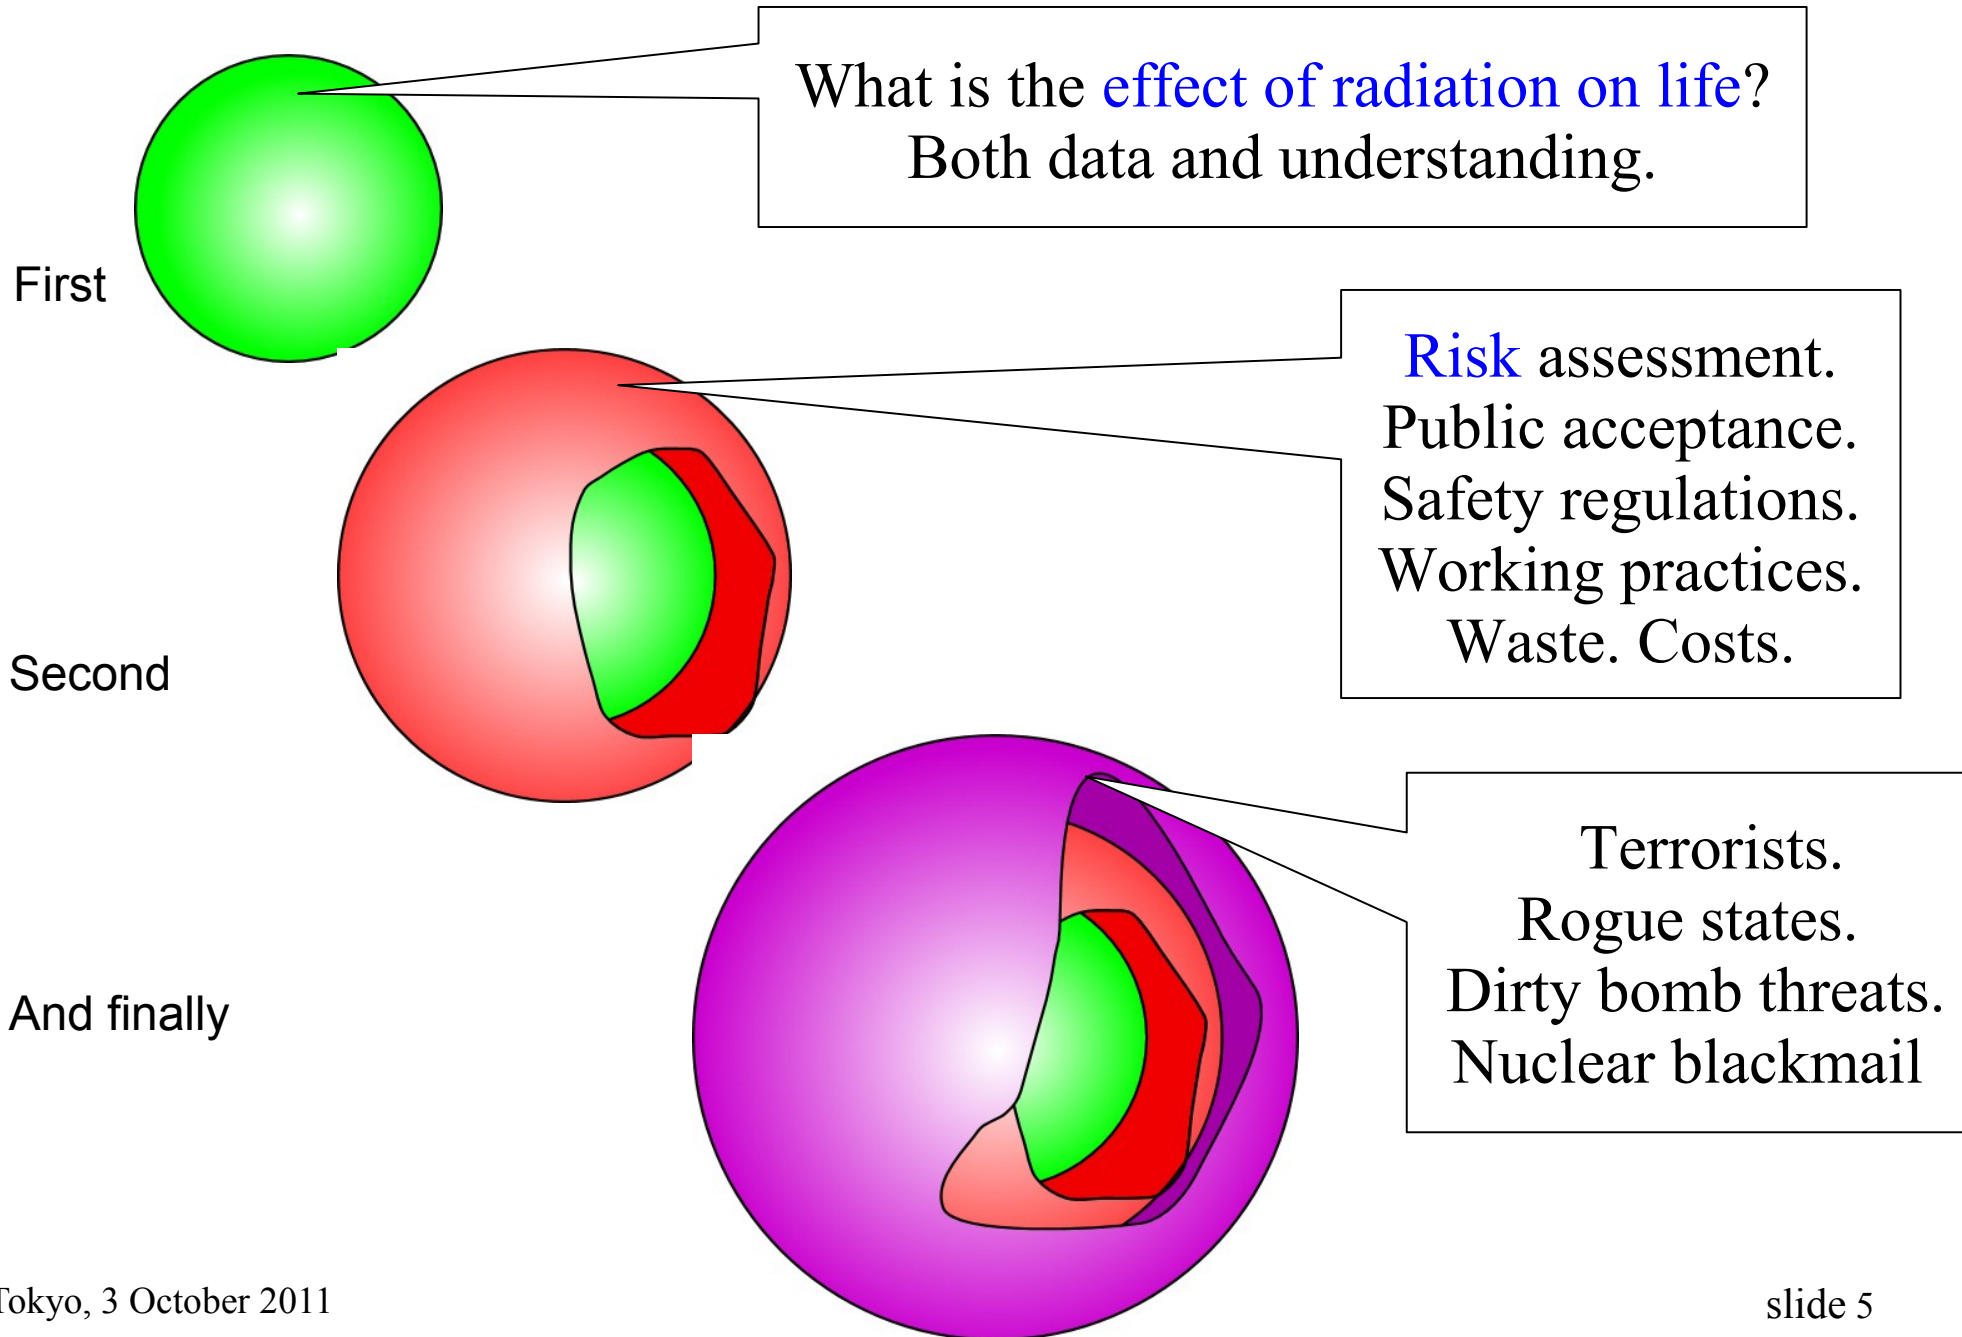 What is the effect of radiation on life?
Both data and understanding.
First
Risk assessment.
Public acceptance.
Safety regulations.
Working practices.
Waste. Costs.
Second
Terrorists.
Rogue states.
Dirty bomb threats.
Nuclear blackmail
And finally
Tokyo, 3 October 2011
slide 5